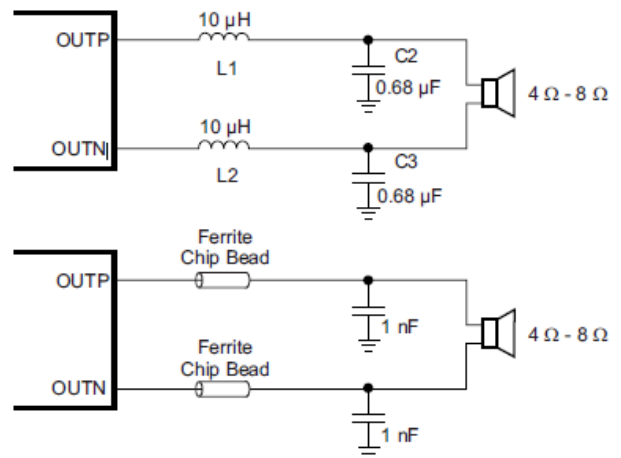 10 µH
OUTP
L1
C2
0.68 µF
4 Ω - 8 Ω
10 µH
OUTN
L2
C3
0.68 µF
Ferrite
Chip Bead
OUTP
1 nF
4 Ω - 8 Ω
Ferrite
Chip Bead
OUTN
1 nF